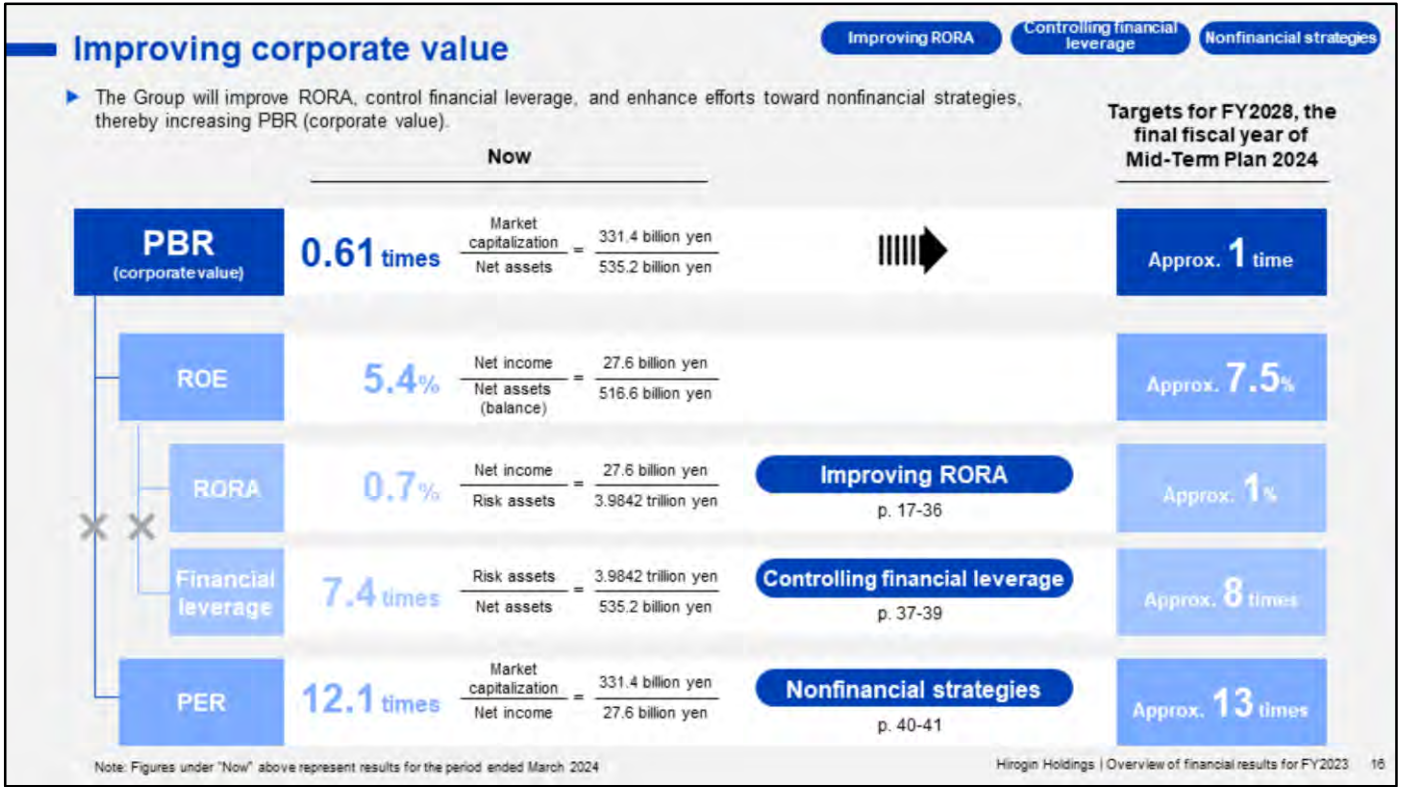 Improving corporate value
Improving RORA
Controlling financial
leverage
Nonfinancial strategies
The Group will improve RORA, control financial leverage, and enhance efforts toward nonfinancial strategies,
thereby increasing PBR (corporate value).
Targets for FY2028, the
final fiscal year of
Mid-Term Plan 2024
Now
PBR
(corporate value)
0.61 times
Market
capitalization
Net assets
=
331.4 billion yen
535.2 billion yen
Approx. 1 time
ROE
5.4%
Net income
Net assets
(balance)
=
27.6 billion yen
516.6 billion yen
Approx. 7.5%
RORA
0.7%
Net income
Risk assets
=
27.6 billion yen
3.9842 trillion yen
Improving RORA
p. 17-36
Approx. 1%
Financial
leverage
7.4 times
Risk assets
Net assets
=
3.9842 trillion yen
535.2 billion yen
Controlling financial leverage
p. 37-39
Approx. 8 times
PER
12.1 times
Market
capitalization
Net income
=
331.4 billion yen
27.6 billion yen
Nonfinancial strategies
p. 40-41
Approx. 13 times
Note: Figures under "Now" above represent results for the period ended March 2024
Hirogin Holdings | Overview of financial results for FY2023 16